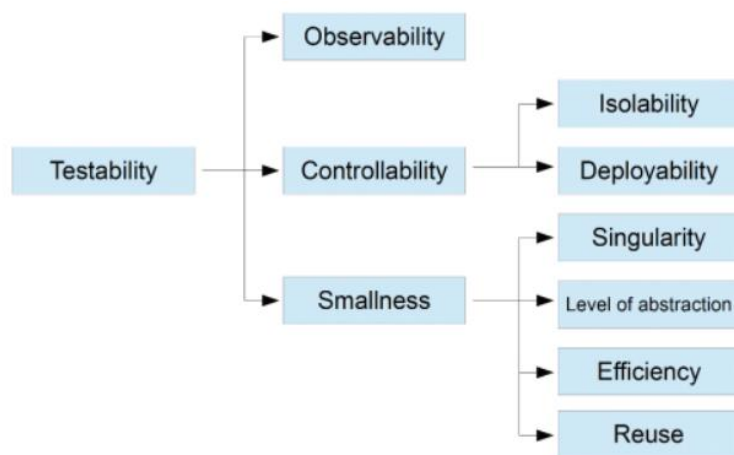 Observability
Isolability
Testability
Controllability
Deployability
Singularity
Smallness
Level of abstraction
Efficiency
Reuse